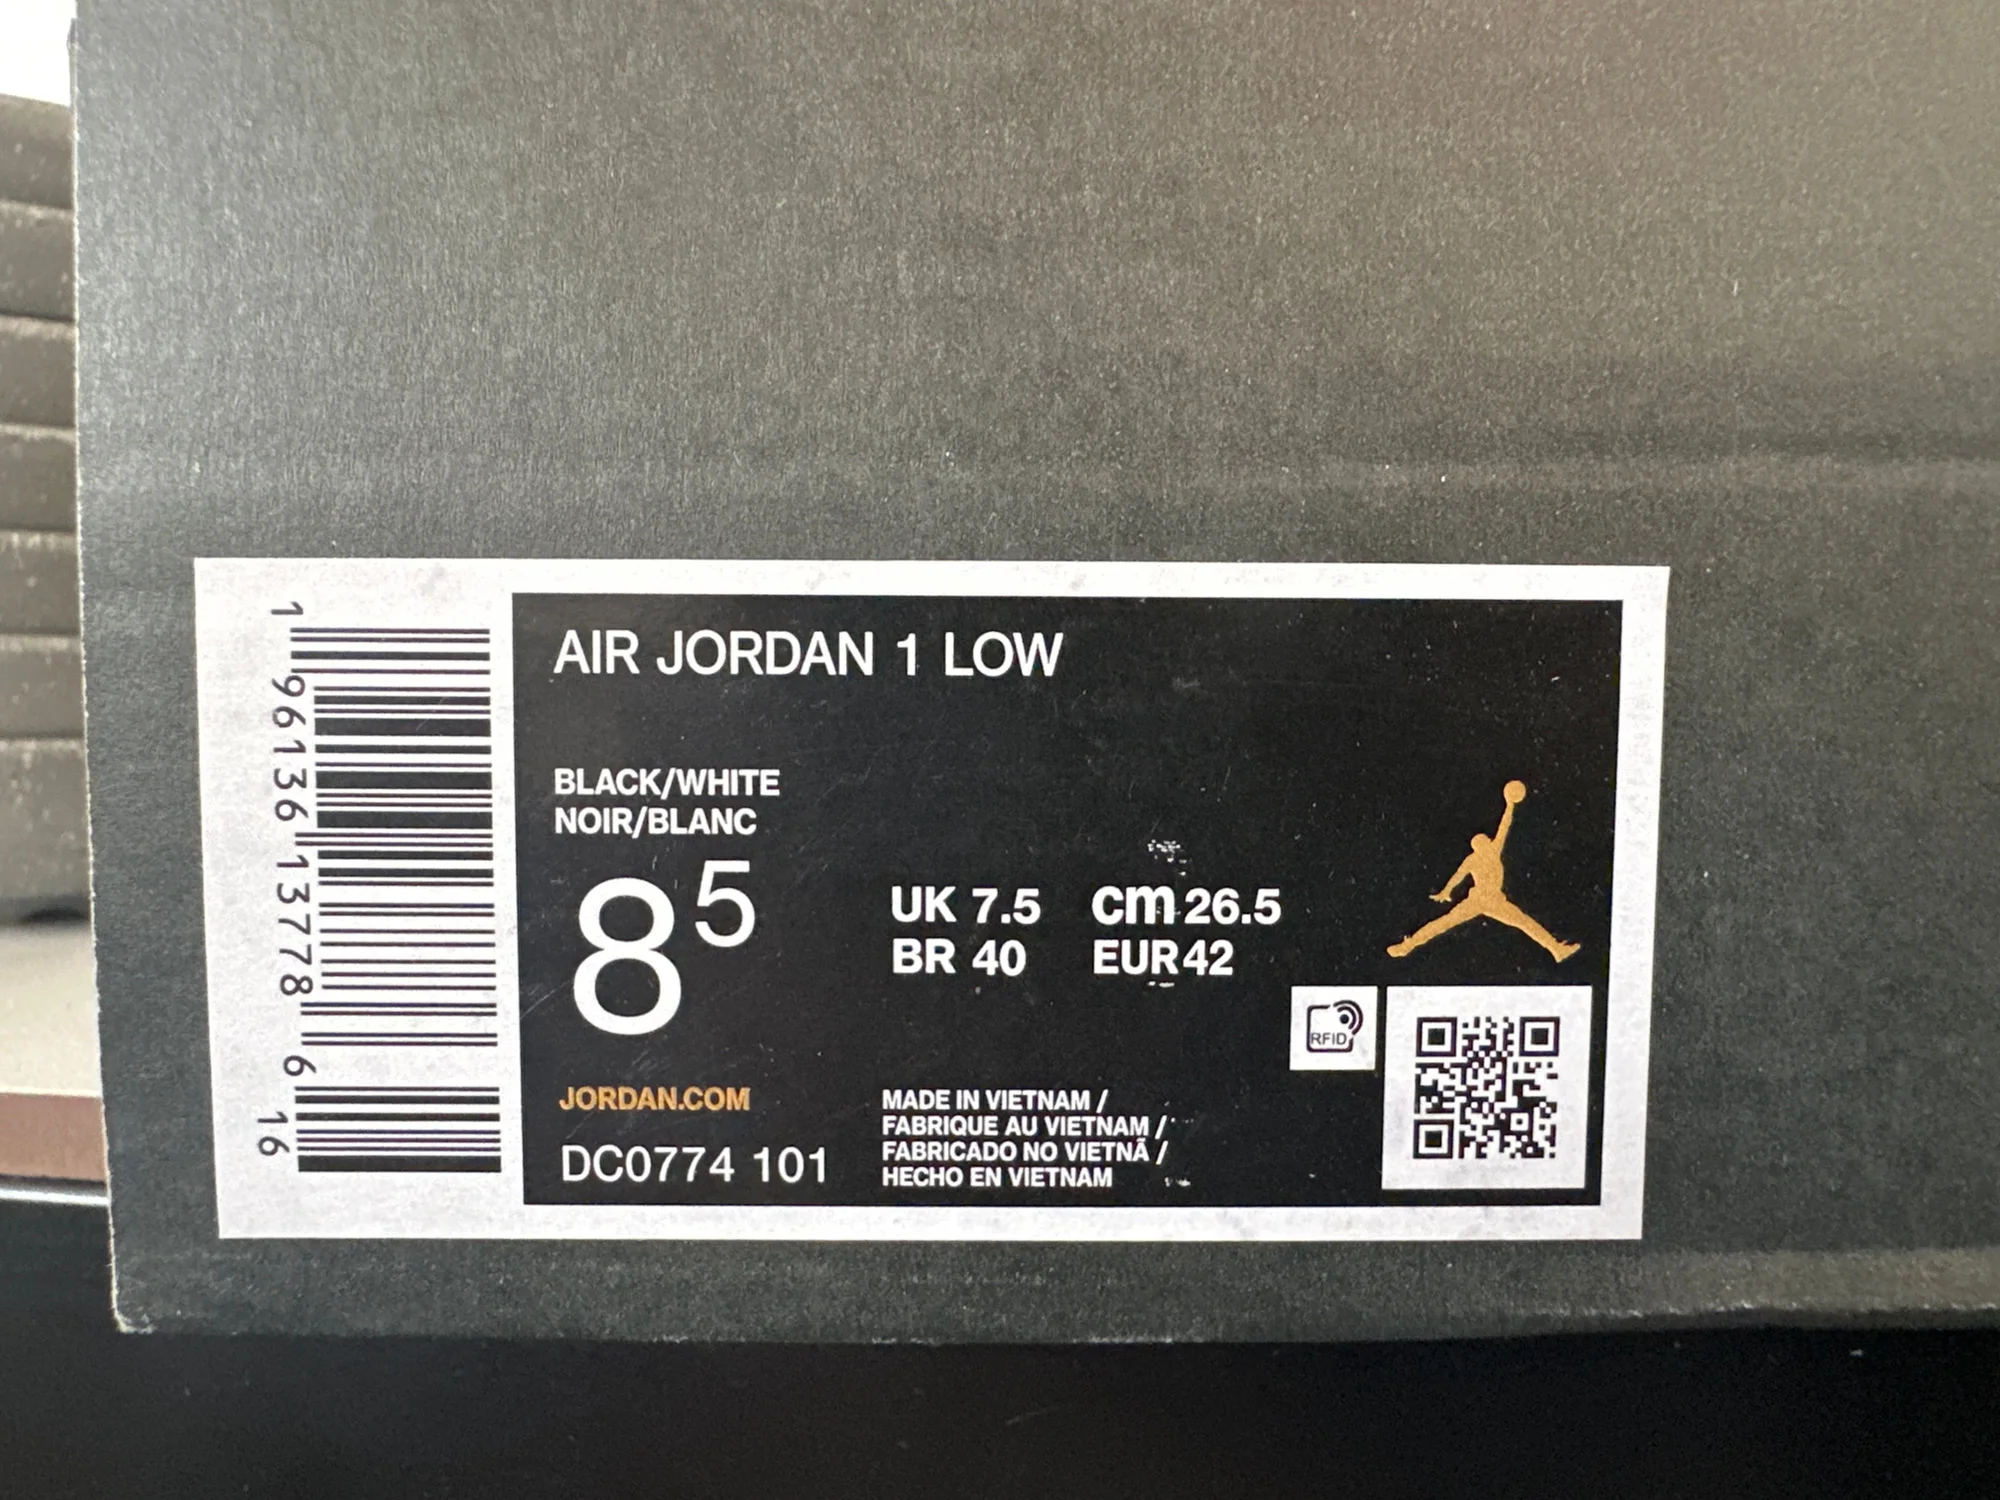 AIR JORDAN 1 LOW
BLACK/WHITE
NOIR/BLANC
8 5
UK 7.5 cm 26.5
BR 40 EUR 42
RFID
JORDAN.COM
DC0774 101
MADE IN VIETNAM /
FABRIQUE AU VIETNAM /
FABRICADO NO VIETNÃ /
HECHO EN VIETNAM
1 96136 13778 6 16